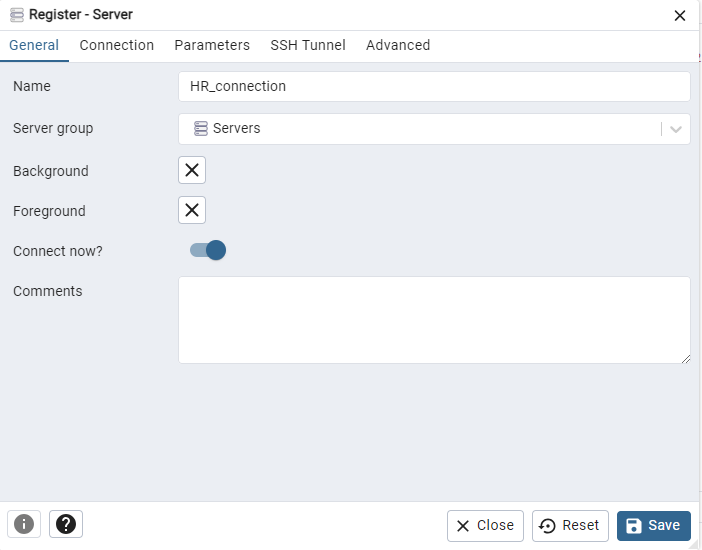 Register - Server
General Connection Parameters SSH Tunnel Advanced
Name HR_connection
Server group Servers
Background
Foreground
Connect now?
Comments
Close Reset Save